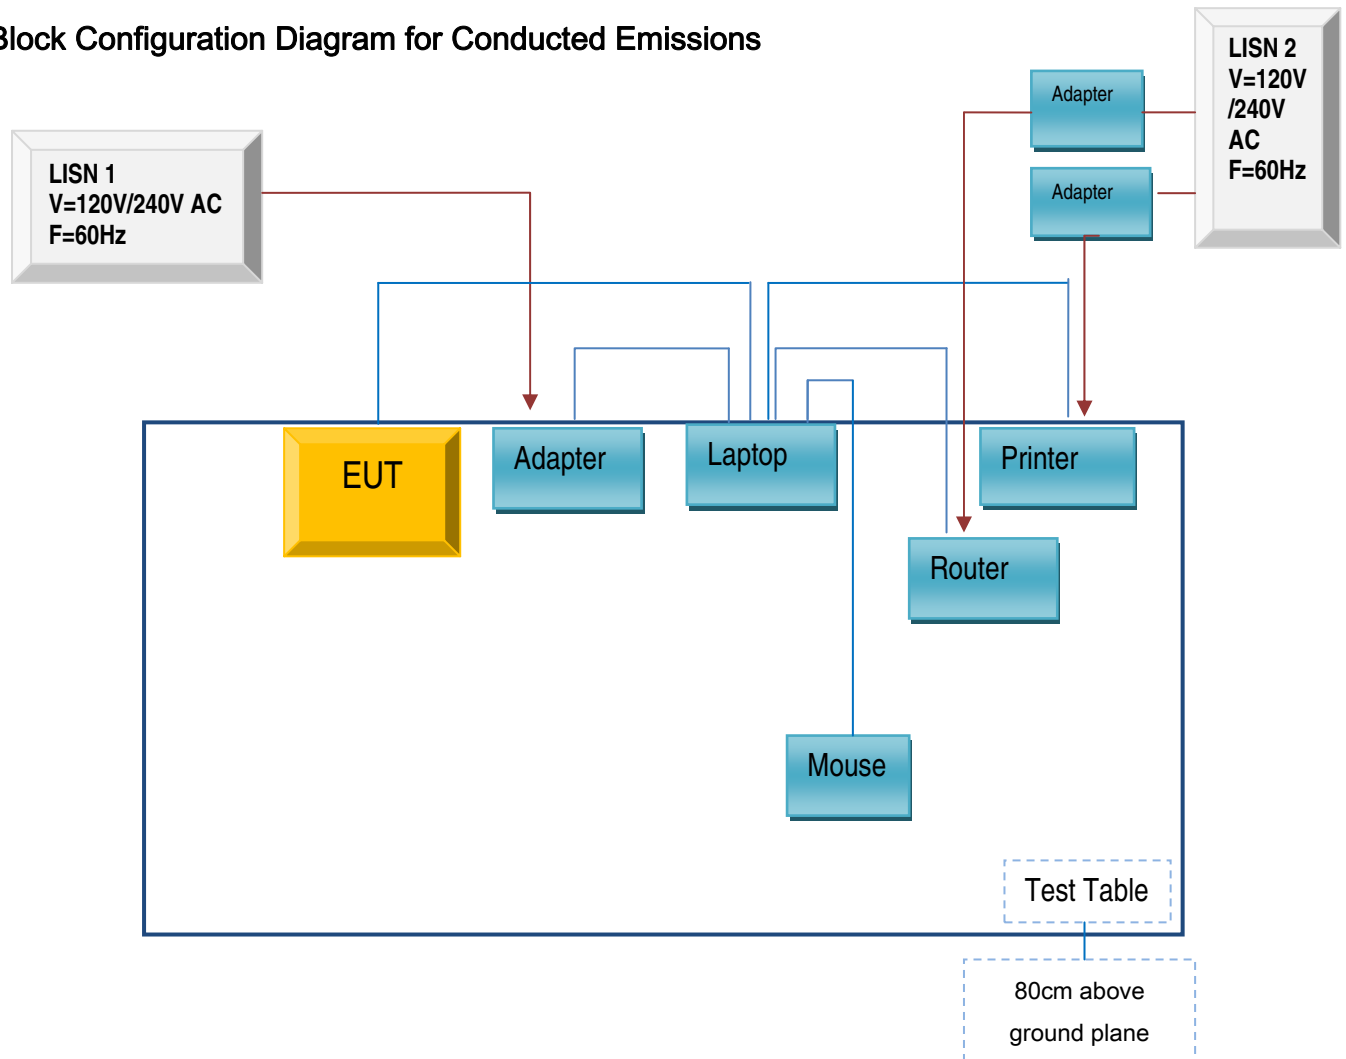 Block Configuration Diagram for Conducted Emissions
LISN 1
V=120V/240V AC
F=60Hz
Adapter
Adapter
LISN 2
V=120V
/240V
AC
F=60Hz
EUT
Adapter
Laptop
Printer
Router
Mouse
Test Table
80cm above
ground plane